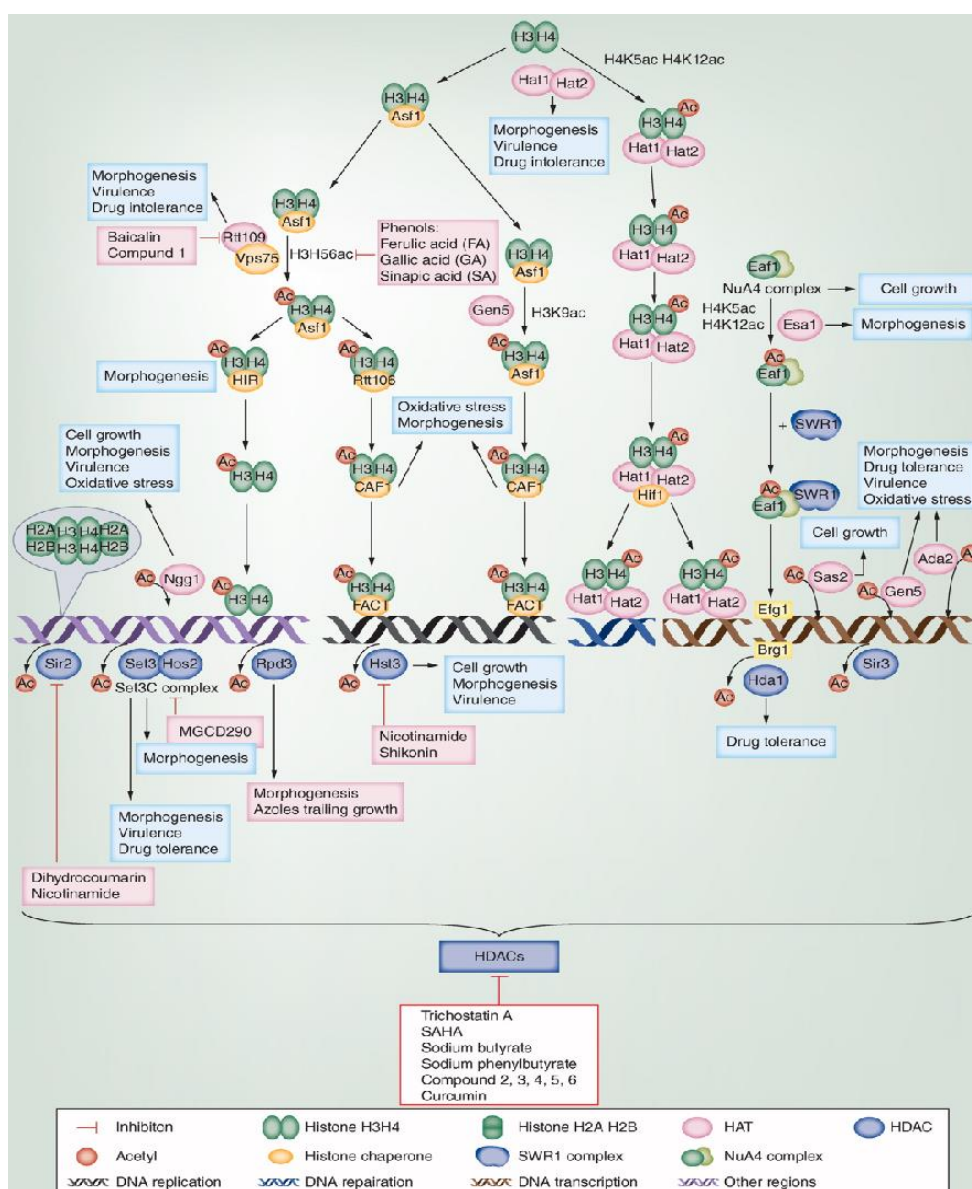 H3 H4
H4K5ac H4K12ac
Hat1
Hat2
H3 H4
Asf1
Morphogenesis
Virulence
Drug intolerance
Ac
H3 H4
Hat1
Hat2
Morphogenesis
Virulence
Drug intolerance
H3 H4
Asf1
Baicalin
Compund 1
Rtt109
Vps75
H3H56ac
Phenols:
Ferulic acid (FA)
Gallic acid (GA)
Sinapic acid (SA)
H3 H4
Asf1
Ac
H3 H4
Hat1
Hat2
Eaf1
NuA4 complex
Cell growth
H4K5ac
H4K12ac
Esa1
Morphogenesis
Gen5
H3K9ac
Ac
H3 H4
Asf1
Ac
H3 H4
Hat1
Hat2
Morphogenesis
Ac
H3 H4
HIR
Ac
H3 H4
Rtt106
Ac
H3 H4
Asf1
Ac
Eaf1
Oxidative stress
Morphogenesis
+ SWR1
Cell growth
Morphogenesis
Virulence
Oxidative stress
Ac
H3 H4
Ac
H3 H4
CAF1
Ac
H3 H4
CAF1
Ac
H3 H4
Hat1
Hat2
Hif1
Ac
Eaf1
SWR1
Morphogenesis
Drug tolerance
Virulence
Oxidative stress
Cell growth
H2A H3 H4 H2A
H2B H3 H4 H2B
Ac
Ngg1
Ac
H3 H4
Ac
H3 H4
FACT
Ac
H3 H4
FACT
Ac
H3 H4
Hat1
Hat2
Ac
H3 H4
Hat1
Hat2
Efg1
Ac
Sas2
Ac
Gen5
Ada2
Ac
Brg1
Sir2
Ac
Set3
Hos2
Ac
Set3C complex
Rpd3
Ac
Hst3
Ac
Cell growth
Morphogenesis
Virulence
Hda1
Ac
Sir3
Ac
MGCD290
Morphogenesis
Nicotinamide
Shikonin
Drug tolerance
Morphogenesis
Azoles trailing growth
Morphogenesis
Virulence
Drug tolerance
Dihydrocoumarin
Nicotinamide
HDACs
Trichostatin A
SAHA
Sodium butyrate
Sodium phenylbutyrate
Compound 2, 3, 4, 5, 6
Curcumin
Inhibiton
Histone H3H4
Histone H2A H2B
HAT
HDAC
Acetyl
Histone chaperone
SWR1 complex
NuA4 complex
DNA replication
DNA repairation
DNA transcription
Other regions